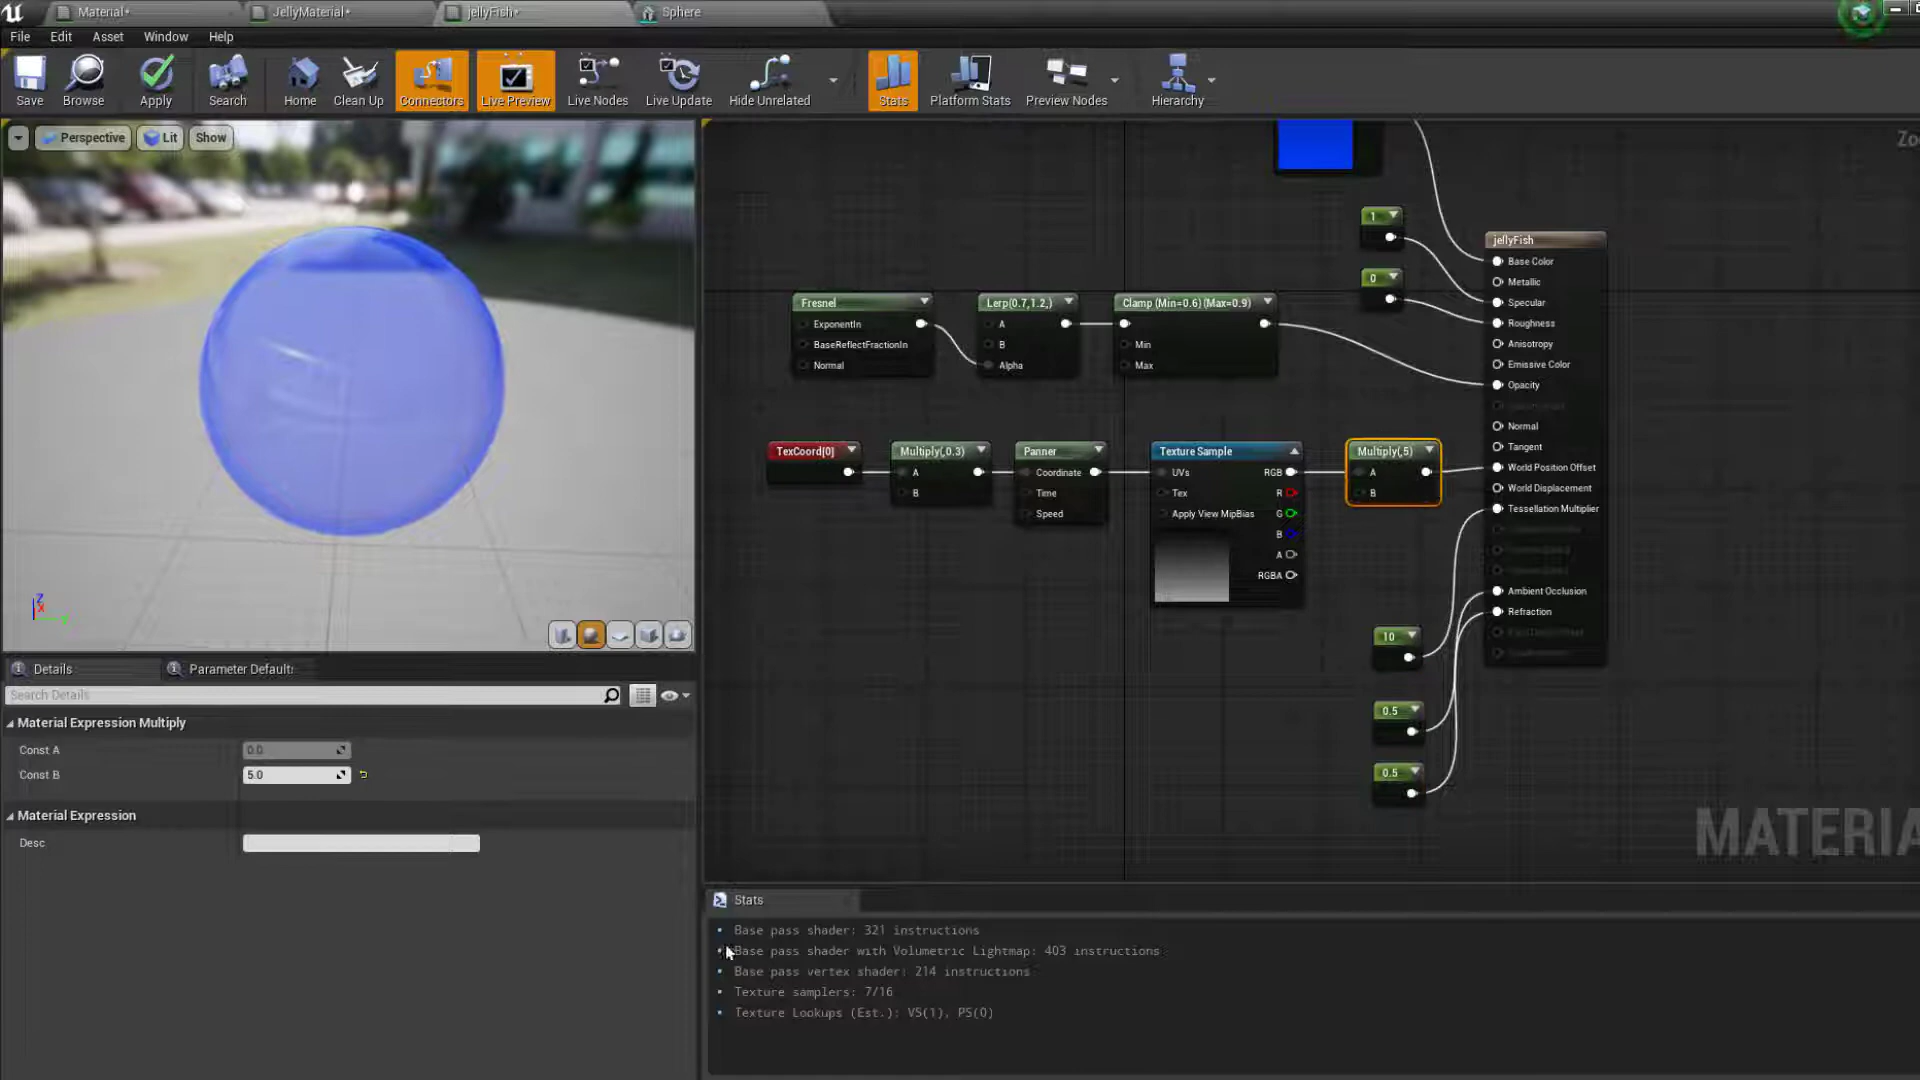 Material*
JellyMaterial*
jellyFish*
Sphere
File Edit Asset Window Help
Save
Browse
Apply
Search
Home
Clean Up
Connectors
Live Preview
Live Nodes
Live Update
Hide Unrelated
Stats
Platform Stats
Preview Nodes
Hierarchy
Perspective
Lit
Show
Zo
1
0
jellyFish
Base Color
Metallic
Specular
Roughness
Anisotropy
Emissive Color
Opacity
Normal
Tangent
World Position Offset
World Displacement
Tessellation Multiplier
Ambient Occlusion
Refraction
Fresnel
ExponentIn
BaseReflectFractionIn
Normal
Lerp(0.7,1.2,)
A
B
Alpha
Clamp (Min=0.6) (Max=0.9)
Min
Max
TexCoord[0]
Multiply(,0.3)
A
B
Panner
Coordinate
Time
Speed
Texture Sample
UVs RGB
Tex R
Apply View MipBias G
B
A
RGBA
Multiply(,5)
A
B
10
0.5
0.5
Z
X
Details
Parameter Default
Search Details
Material Expression Multiply
Const A 0.0
Const B 5.0
Material Expression
Desc
MATERIA
Stats
Base pass shader: 321 instructions
Base pass shader with Volumetric Lightmap: 403 instructions
Base pass vertex shader: 214 instructions
Texture samplers: 7/16
Texture Lookups (Est.): VS(1), PS(0)